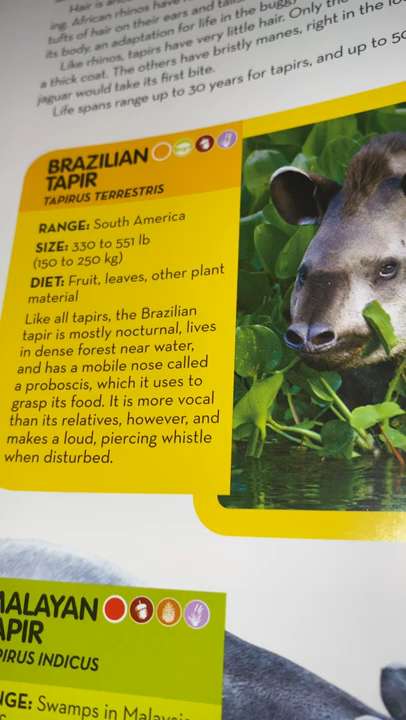 Hair is
ing. African rhinos have
tufts of hair on their ears and tails
its body, an adaptation for life in the buggy
Like rhinos, tapirs have very little hair. Only the
a thick coat. The others have bristly manes, right in the
jaguar would take its first bite.
Life spans range up to 30 years for tapirs, and up to 50
BRAZILIAN
TAPIR
TAPIRUS TERRESTRIS
RANGE: South America
SIZE: 330 to 551 lb
(150 to 250 kg)
DIET: Fruit, leaves, other plant
material
Like all tapirs, the Brazilian
tapir is mostly nocturnal, lives
in dense forest near water,
and has a mobile nose called
a proboscis, which it uses to
grasp its food. It is more vocal
than its relatives, however, and
makes a loud, piercing whistle
when disturbed.
MALAYAN
APIR
PIRUS INDICUS
NGE: Swamps in Malaysia